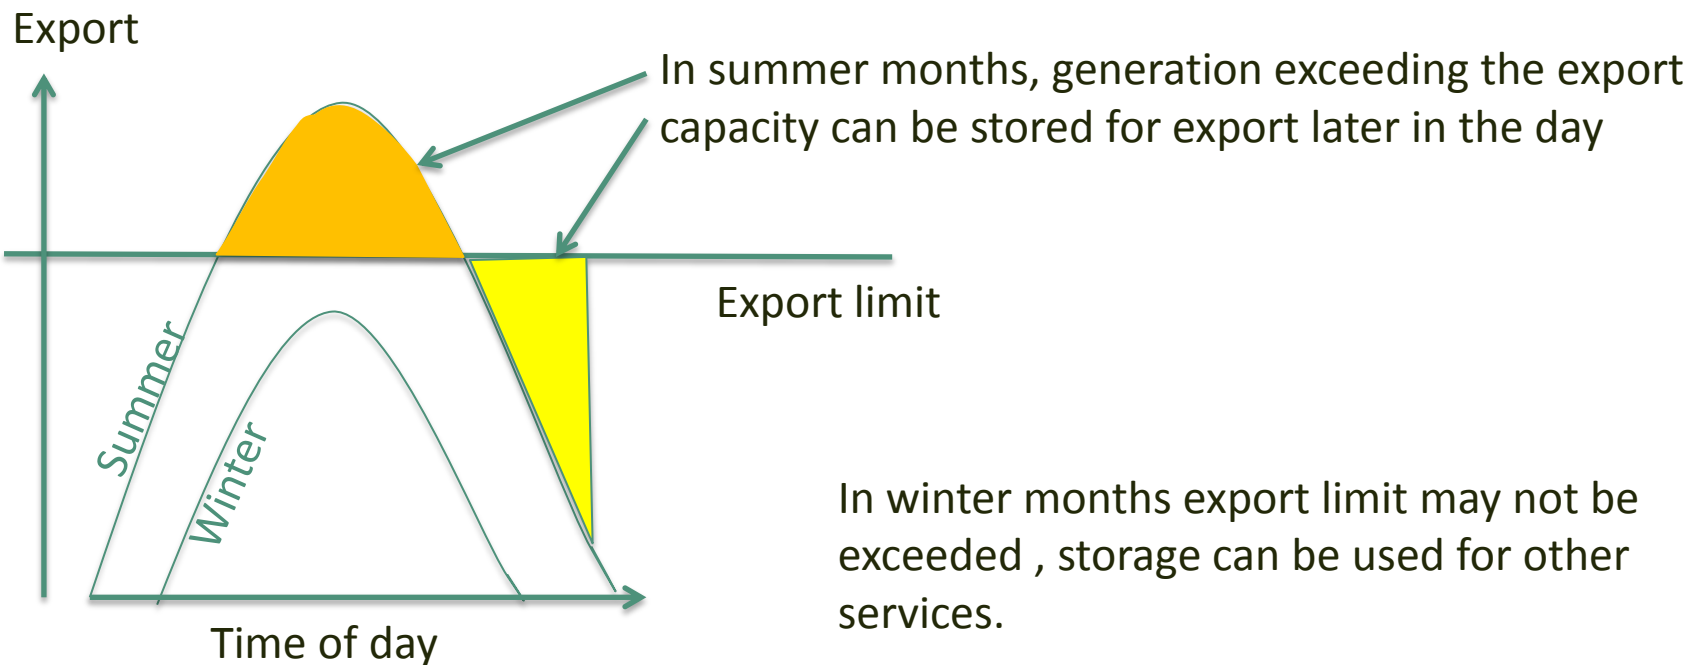 Export
In summer months, generation exceeding the export
capacity can be stored for export later in the day
Export limit
Summer
Winter
In winter months export limit may not be
exceeded , storage can be used for other
services.
Time of day